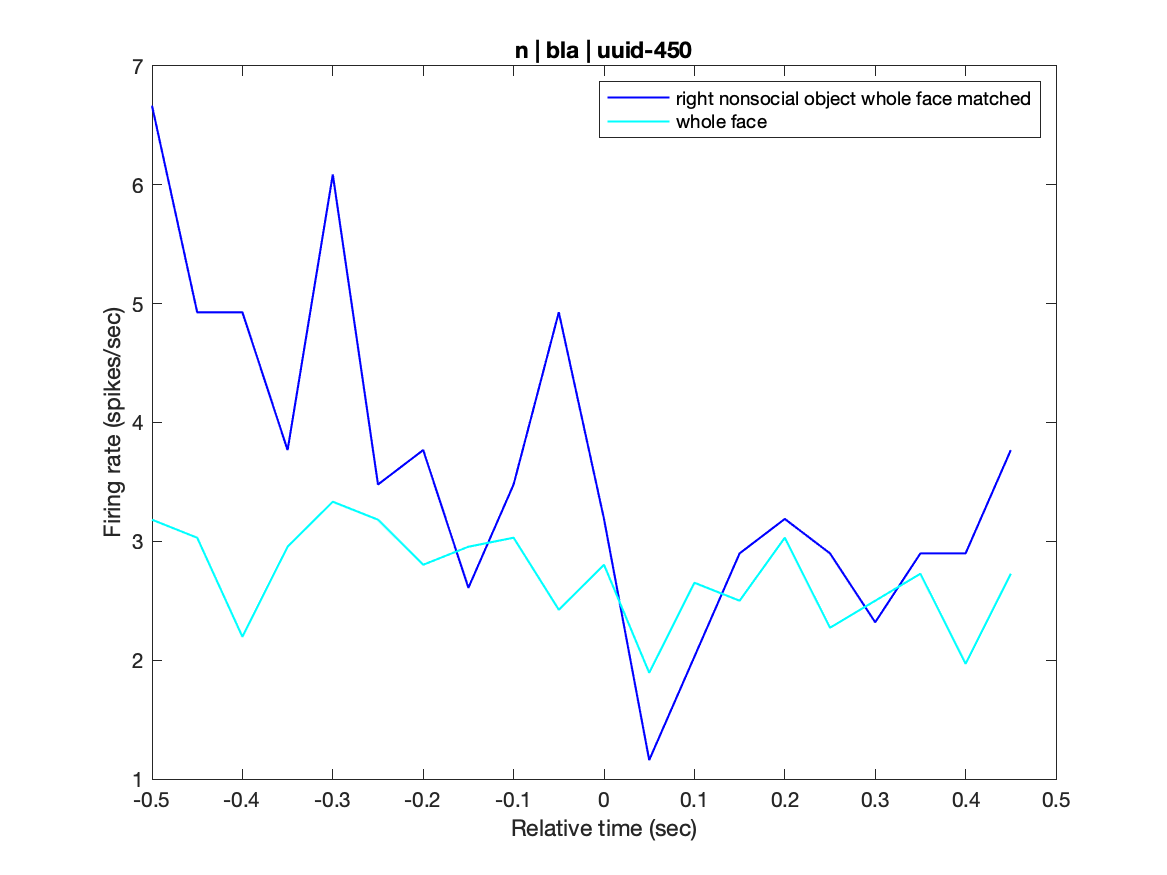 n | bla | uuid-450
right nonsocial object whole face matched
whole face
7
6
5
4
3
2
1
Firing rate (spikes/sec)
-0.5 -0.4 -0.3 -0.2 -0.1 0 0.1 0.2 0.3 0.4 0.5
Relative time (sec)